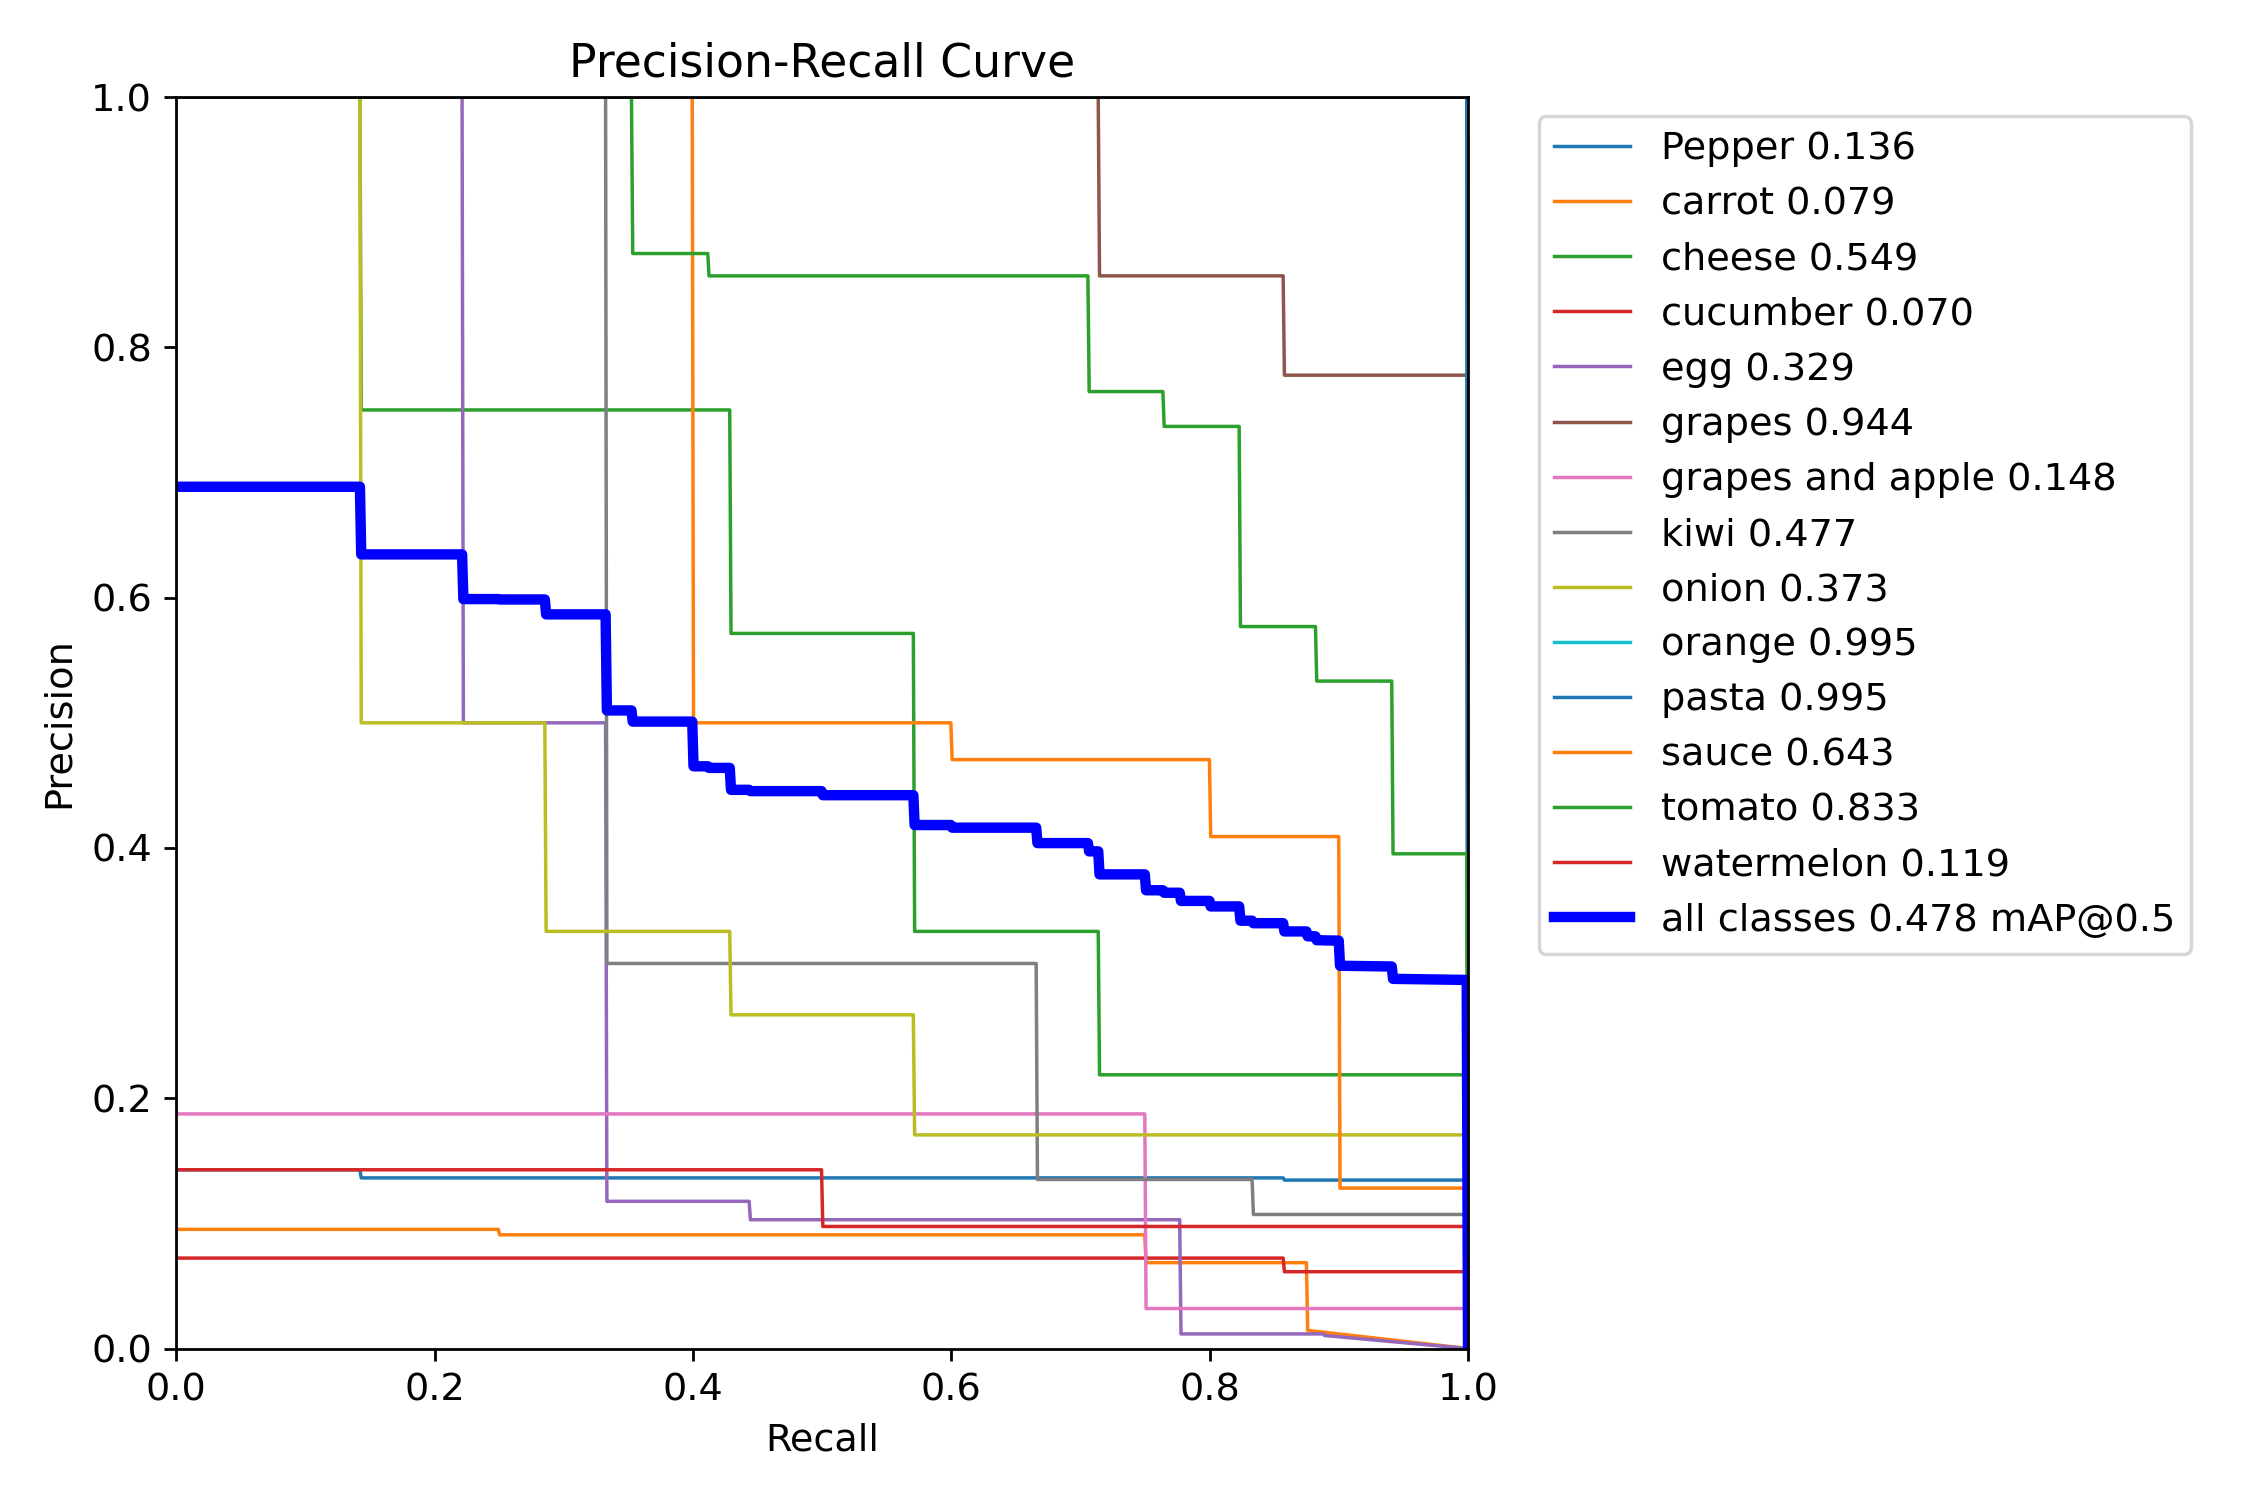 Precision-Recall Curve
1.0
0.8
0.6
0.4
0.2
0.0
Precision
0.0 0.2 0.4 0.6 0.8 1.0
Recall
Pepper 0.136
carrot 0.079
cheese 0.549
cucumber 0.070
egg 0.329
grapes 0.944
grapes and apple 0.148
kiwi 0.477
onion 0.373
orange 0.995
pasta 0.995
sauce 0.643
tomato 0.833
watermelon 0.119
all classes 0.478 mAP@0.5